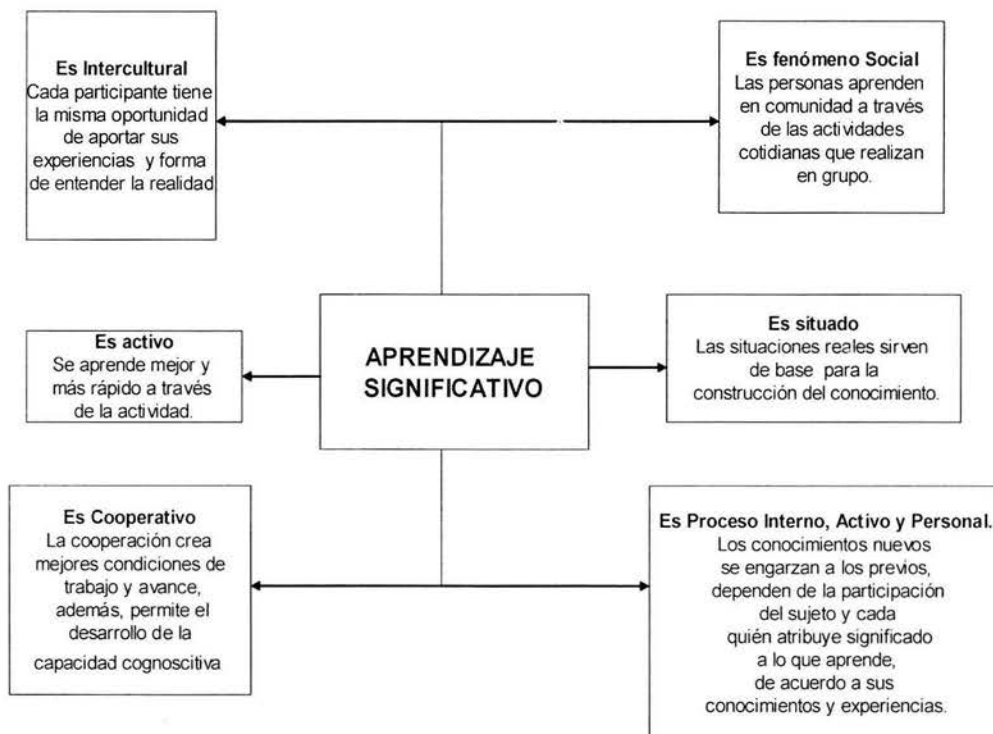 Es Intercultural
Cada participante tiene
la misma oportunidad
de aportar sus
experiencias y forma
de entender la realidad
Es fenómeno Social
Las personas aprenden
en comunidad a través
de las actividades
cotidianas que realizan
en grupo.
Es activo
Se aprende mejor y
más rápido a través
de la actividad.
APRENDIZAJE
SIGNIFICATIVO
Es situado
Las situaciones reales sirven
de base para la
construcción del conocimiento.
Es Cooperativo
La cooperación crea
mejores condiciones de
trabajo y avance,
además, permite el
desarrollo de la
capacidad cognoscitiva
Es Proceso Interno, Activo y Personal.
Los conocimientos nuevos
se engarzan a los previos,
dependen de la participación
del sujeto y cada
quién atribuye significado
a lo que aprende,
de acuerdo a sus
conocimientos y experiencias.